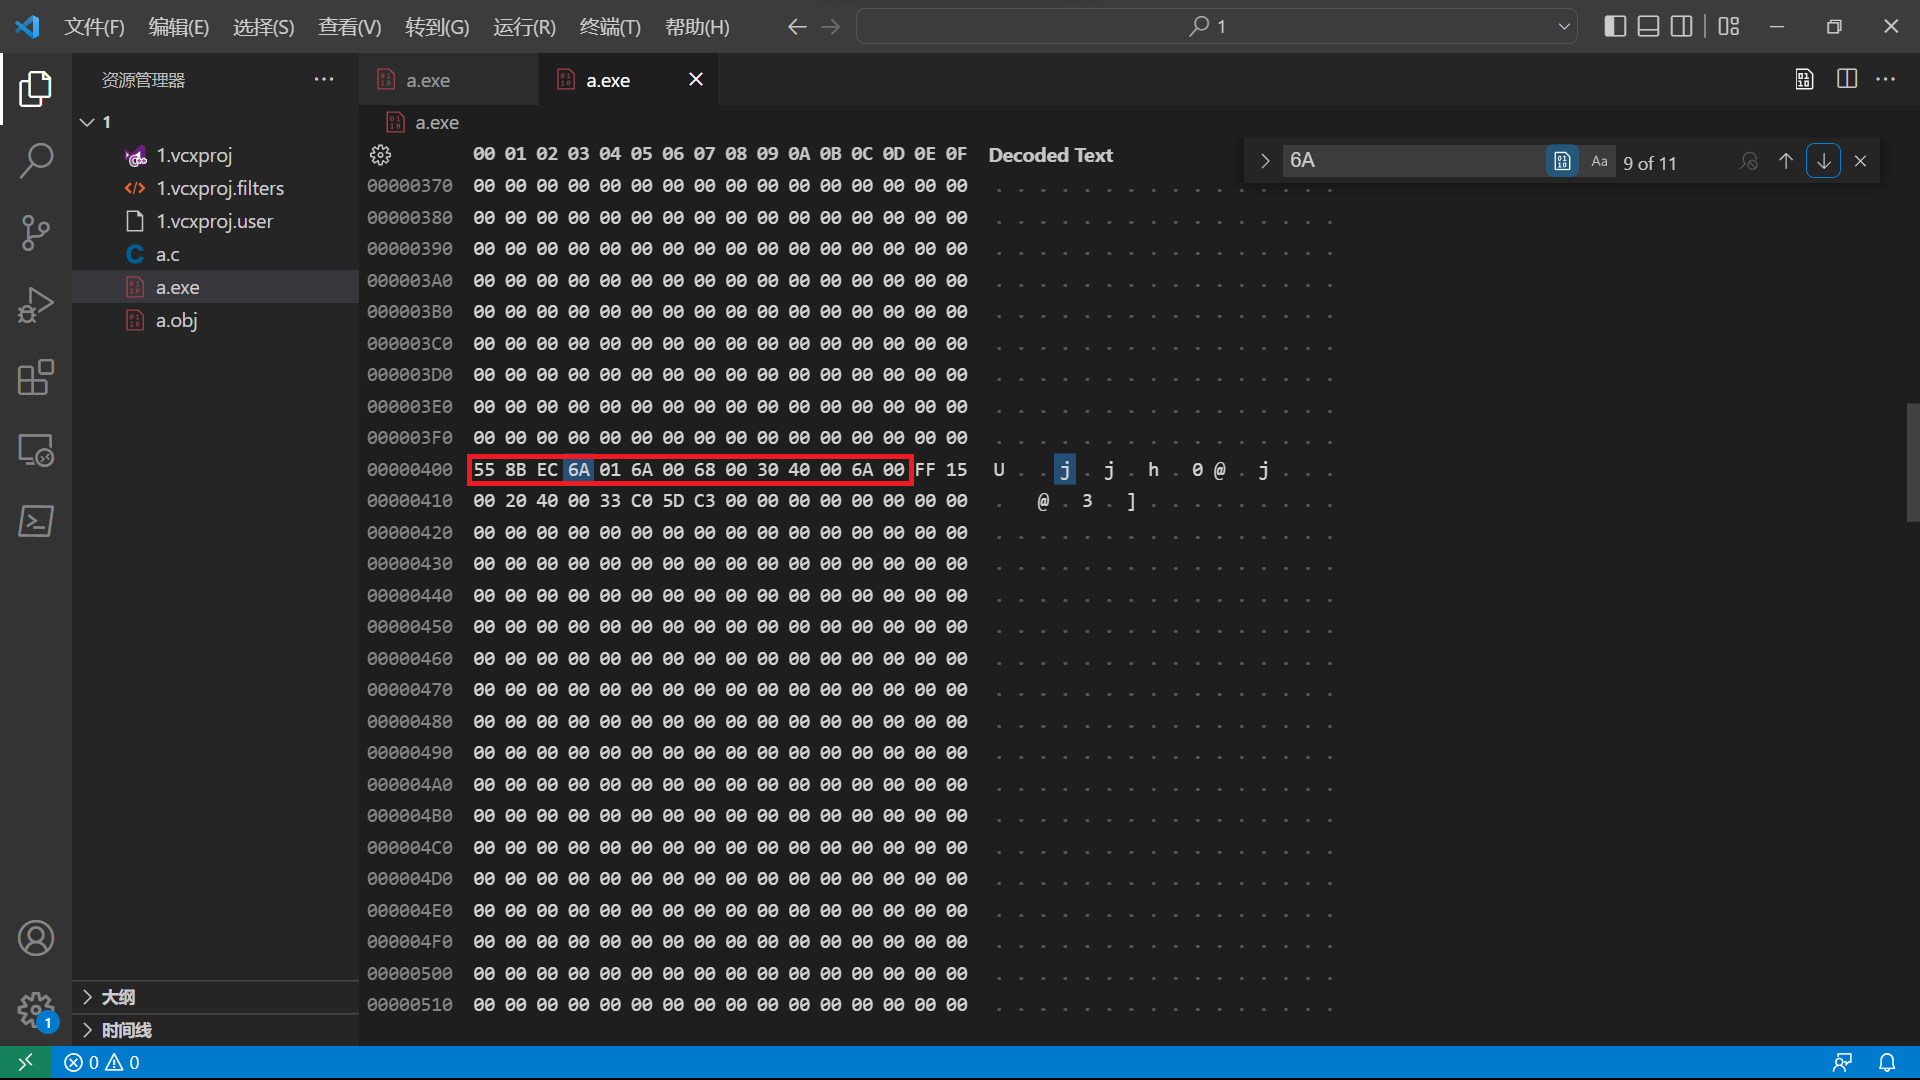 文件(F) 编辑(E) 选择(S) 查看(V) 转到(G) 运行(R) 终端(T) 帮助(H) 1
资源管理器
a.exe a.exe
1
1.vcxproj
1.vcxproj.filters
1.vcxproj.user
a.c
a.exe
a.obj
大纲
时间线
a.exe
00 01 02 03 04 05 06 07 08 09 0A 0B 0C 0D 0E 0F Decoded Text
6A Aa 9 of 11
00000370 00 00 00 00 00 00 00 00 00 00 00 00 00 00 00 00 . . . . . . . . . . . . . . . .
00000380 00 00 00 00 00 00 00 00 00 00 00 00 00 00 00 00 . . . . . . . . . . . . . . . .
00000390 00 00 00 00 00 00 00 00 00 00 00 00 00 00 00 00 . . . . . . . . . . . . . . . .
000003A0 00 00 00 00 00 00 00 00 00 00 00 00 00 00 00 00 . . . . . . . . . . . . . . . .
000003B0 00 00 00 00 00 00 00 00 00 00 00 00 00 00 00 00 . . . . . . . . . . . . . . . .
000003C0 00 00 00 00 00 00 00 00 00 00 00 00 00 00 00 00 . . . . . . . . . . . . . . . .
000003D0 00 00 00 00 00 00 00 00 00 00 00 00 00 00 00 00 . . . . . . . . . . . . . . . .
000003E0 00 00 00 00 00 00 00 00 00 00 00 00 00 00 00 00 . . . . . . . . . . . . . . . .
000003F0 00 00 00 00 00 00 00 00 00 00 00 00 00 00 00 00 . . . . . . . . . . . . . . . .
00000400 55 8B EC 6A 01 6A 00 68 00 30 40 00 6A 00 FF 15 U . . j . j . h . 0 @ . j . . .
00000410 00 20 40 00 33 C0 5D C3 00 00 00 00 00 00 00 00 . @ . 3 . ] . . . . . . . . .
00000420 00 00 00 00 00 00 00 00 00 00 00 00 00 00 00 00 . . . . . . . . . . . . . . . .
00000430 00 00 00 00 00 00 00 00 00 00 00 00 00 00 00 00 . . . . . . . . . . . . . . . .
00000440 00 00 00 00 00 00 00 00 00 00 00 00 00 00 00 00 . . . . . . . . . . . . . . . .
00000450 00 00 00 00 00 00 00 00 00 00 00 00 00 00 00 00 . . . . . . . . . . . . . . . .
00000460 00 00 00 00 00 00 00 00 00 00 00 00 00 00 00 00 . . . . . . . . . . . . . . . .
00000470 00 00 00 00 00 00 00 00 00 00 00 00 00 00 00 00 . . . . . . . . . . . . . . . .
00000480 00 00 00 00 00 00 00 00 00 00 00 00 00 00 00 00 . . . . . . . . . . . . . . . .
00000490 00 00 00 00 00 00 00 00 00 00 00 00 00 00 00 00 . . . . . . . . . . . . . . . .
000004A0 00 00 00 00 00 00 00 00 00 00 00 00 00 00 00 00 . . . . . . . . . . . . . . . .
000004B0 00 00 00 00 00 00 00 00 00 00 00 00 00 00 00 00 . . . . . . . . . . . . . . . .
000004C0 00 00 00 00 00 00 00 00 00 00 00 00 00 00 00 00 . . . . . . . . . . . . . . . .
000004D0 00 00 00 00 00 00 00 00 00 00 00 00 00 00 00 00 . . . . . . . . . . . . . . . .
000004E0 00 00 00 00 00 00 00 00 00 00 00 00 00 00 00 00 . . . . . . . . . . . . . . . .
000004F0 00 00 00 00 00 00 00 00 00 00 00 00 00 00 00 00 . . . . . . . . . . . . . . . .
00000500 00 00 00 00 00 00 00 00 00 00 00 00 00 00 00 00 . . . . . . . . . . . . . . . .
00000510 00 00 00 00 00 00 00 00 00 00 00 00 00 00 00 00 . . . . . . . . . . . . . . . .
1
0 0